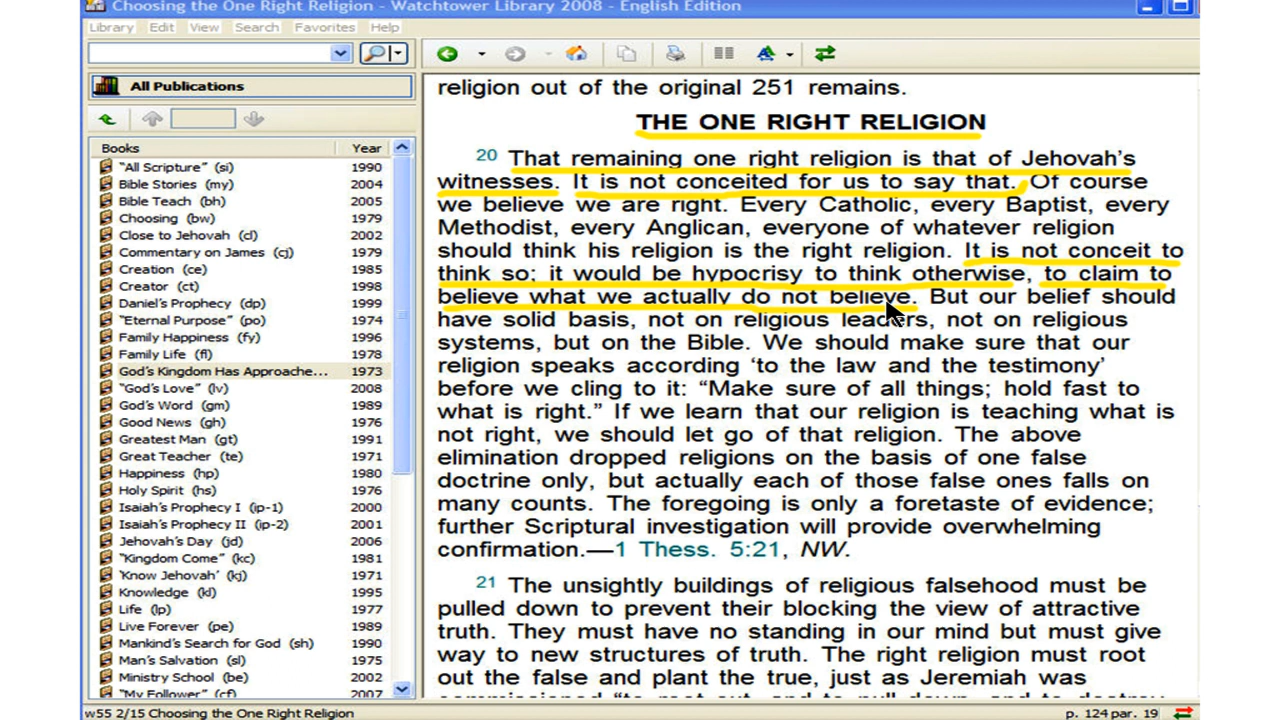 Choosing the One Right Religion - Watchtower Library 2008 - English Edition
Library Edit View Search Favorites Help
All Publications
Books Year
"All Scripture" (si) 1990
Bible Stories (my) 2004
Bible Teach (bh) 2005
Choosing (bw) 1979
Close to Jehovah (cl) 2002
Commentary on James (cj) 1979
Creation (ce) 1985
Creator (ct) 1998
Daniel's Prophecy (dp) 1999
"Eternal Purpose" (po) 1974
Family Happiness (fy) 1996
Family Life (fl) 1978
God's Kingdom Has Approache... 1973
"God's Love" (lv) 2008
God's Word (gm) 1989
Good News (gh) 1976
Greatest Man (gt) 1991
Great Teacher (te) 1971
Happiness (hp) 1980
Holy Spirit (hs) 1976
Isaiah's Prophecy I (ip-1) 2000
Isaiah's Prophecy II (ip-2) 2001
Jehovah's Day (jd) 2006
"Kingdom Come" (kc) 1981
'Know Jehovah' (kj) 1971
Knowledge (kl) 1995
Life (lp) 1977
Live Forever (pe) 1989
Mankind's Search for God (sh) 1990
Man's Salvation (sl) 1975
Ministry School (be) 2002
"My Follower" (cf) 2007
religion out of the original 251 remains.
THE ONE RIGHT RELIGION
20 That remaining one right religion is that of Jehovah's
witnesses. It is not conceited for us to say that. Of course
we believe we are right. Every Catholic, every Baptist, every
Methodist, every Anglican, everyone of whatever religion
should think his religion is the right religion. It is not conceit to
think so; it would be hypocrisy to think otherwise, to claim to
believe what we actually do not believe. But our belief should
have solid basis, not on religious leaders, not on religious
systems, but on the Bible. We should make sure that our
religion speaks according 'to the law and the testimony'
before we cling to it: "Make sure of all things; hold fast to
what is right." If we learn that our religion is teaching what is
not right, we should let go of that religion. The above
elimination dropped religions on the basis of one false
doctrine only, but actually each of those false ones falls on
many counts. The foregoing is only a foretaste of evidence;
further Scriptural investigation will provide overwhelming
confirmation.—1 Thess. 5:21, NW.
21 The unsightly buildings of religious falsehood must be
pulled down to prevent their blocking the view of attractive
truth. They must have no standing in our mind but must give
way to new structures of truth. The right religion must root
out the false and plant the true, just as Jeremiah was
commissioned "to root out, and to pull down, and to destroy
w55 2/15 Choosing the One Right Religion p. 124 par. 19